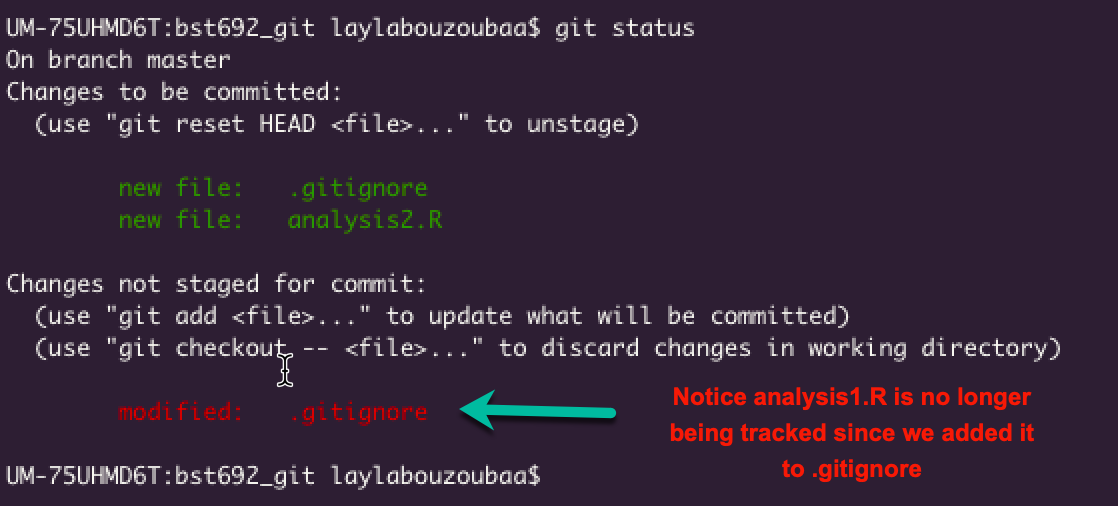 UM-75UHMD6T:bst692_git laylabouzoubaa$ git status
On branch master
Changes to be committed:
  (use "git reset HEAD <file>..." to unstage)
        new file:   .gitignore
        new file:   analysis2.R
Changes not staged for commit:
  (use "git add <file>..." to update what will be committed)
  (use "git checkout -- <file>..." to discard changes in working directory)
        modified:   .gitignore
Notice analysis1.R is no longer
being tracked since we added it
to .gitignore
UM-75UHMD6T:bst692_git laylabouzoubaa$